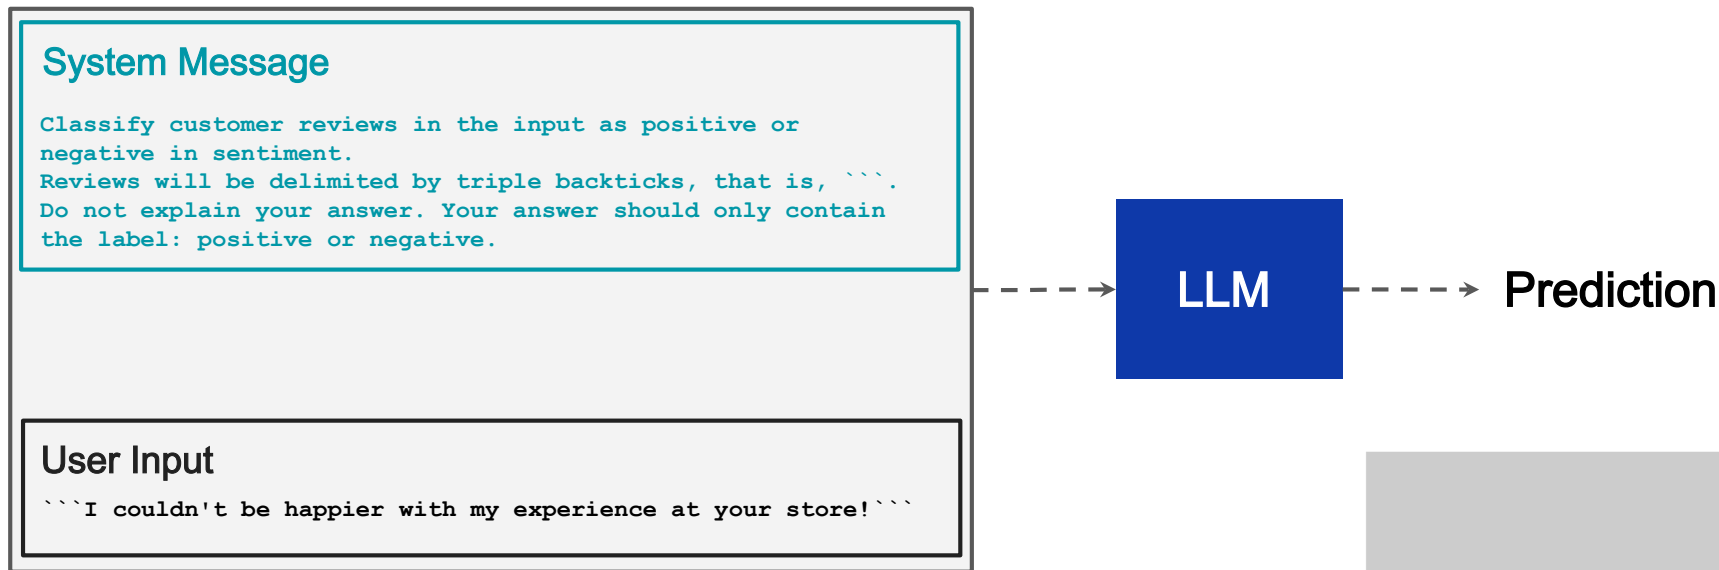 System Message
Classify customer reviews in the input as positive or
negative in sentiment.
Reviews will be delimited by triple backticks, that is, ```.
Do not explain your answer. Your answer should only contain
the label: positive or negative.
LLM
Prediction
User Input
```I couldn't be happier with my experience at your store!```